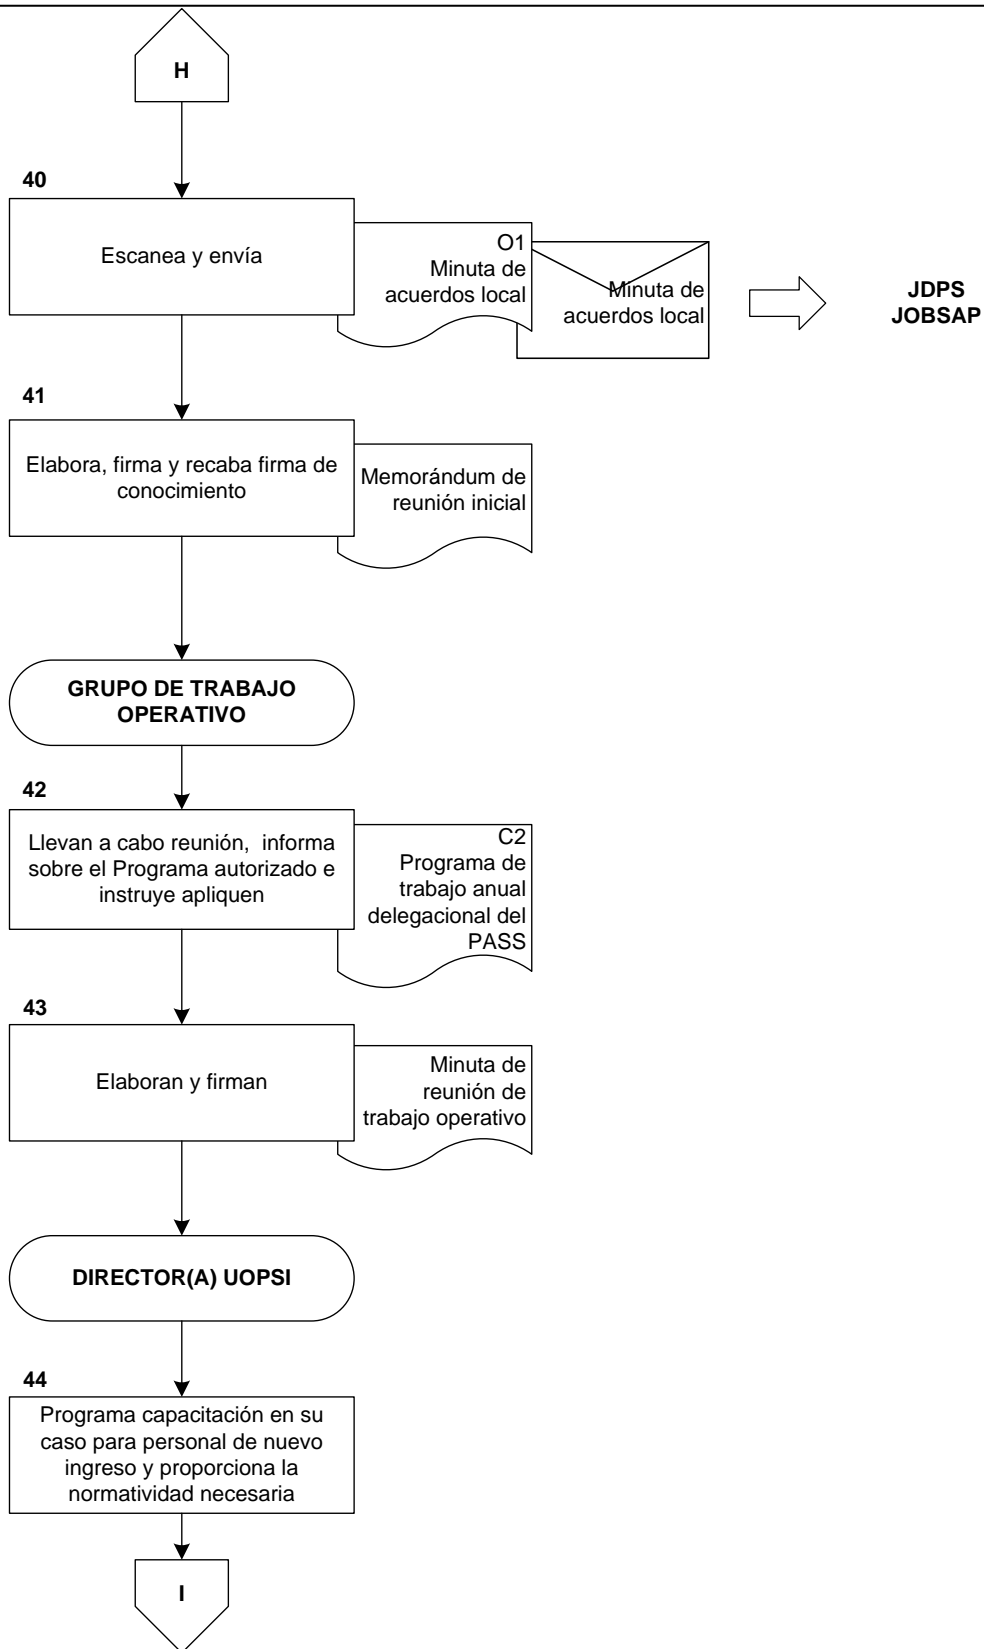 H
40
Escanea y envía
O1
Minuta de
acuerdos local
Minuta de
acuerdos local
JDPS
JOBSAP
41
Elabora, firma y recaba firma de
conocimiento
Memorándum de
reunión inicial
GRUPO DE TRABAJO
OPERATIVO
42
Llevan a cabo reunión, informa
sobre el Programa autorizado e
instruye apliquen
C2
Programa de
trabajo anual
delegacional del
PASS
43
Elaboran y firman
Minuta de
reunión de
trabajo operativo
DIRECTOR(A) UOPSI
44
Programa capacitación en su
caso para personal de nuevo
ingreso y proporciona la
normatividad necesaria
I